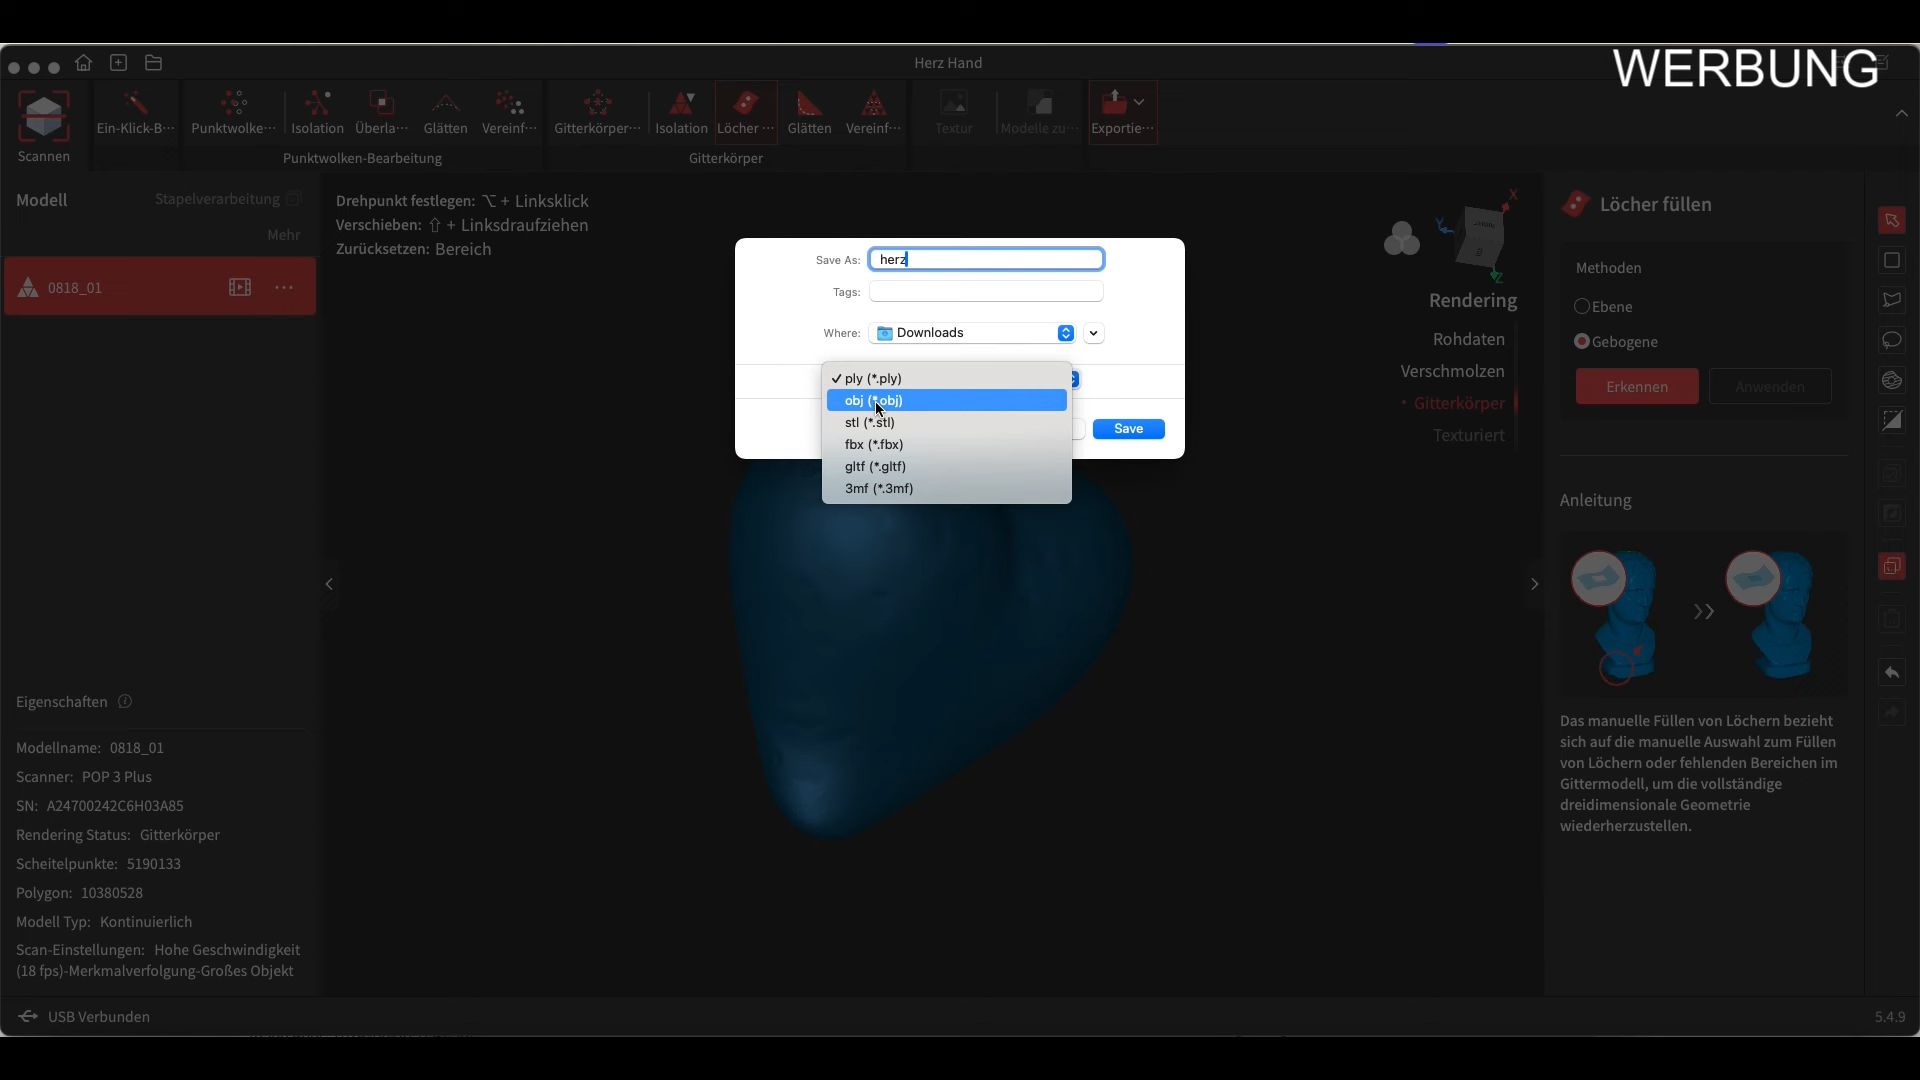 Herz Hand
WERBUNG
Ein-Klick-B···
Punktwolke···
Isolation
Überla···
Glätten
Vereinf···
Gitterkörper···
Isolation
Löcher ···
Glätten
Vereinf···
Textur
Modelle zu···
Exportie···
Scannen
Punktwolken-Bearbeitung
Gitterkörper
Modell
Stapelverarbeitung
Mehr
0818_01
Drehpunkt festlegen: ⌥ + Linksklick
Verschieben: ⇧ + Linksdraufziehen
Zurücksetzen: Bereich
Save As: herz
Tags:
Where: Downloads
✓ ply (*.ply)
obj (*.obj)
stl (*.stl)
fbx (*.fbx)
gltf (*.gltf)
3mf (*.3mf)
Save
X
Y
Z
Rendering
Rohdaten
Verschmolzen
• Gitterkörper
Texturiert
Löcher füllen
Methoden
Ebene
Gebogene
Erkennen
Anwenden
Anleitung
Das manuelle Füllen von Löchern bezieht
sich auf die manuelle Auswahl zum Füllen
von Löchern oder fehlenden Bereichen im
Gittermodell, um die vollständige
dreidimensionale Geometrie
wiederherzustellen.
Eigenschaften
Modellname: 0818_01
Scanner: POP 3 Plus
SN: A24700242C6H03A85
Rendering Status: Gitterkörper
Scheitelpunkte: 5190133
Polygon: 10380528
Modell Typ: Kontinuierlich
Scan-Einstellungen: Hohe Geschwindigkeit
(18 fps)-Merkmalverfolgung-Großes Objekt
USB Verbunden
5.4.9